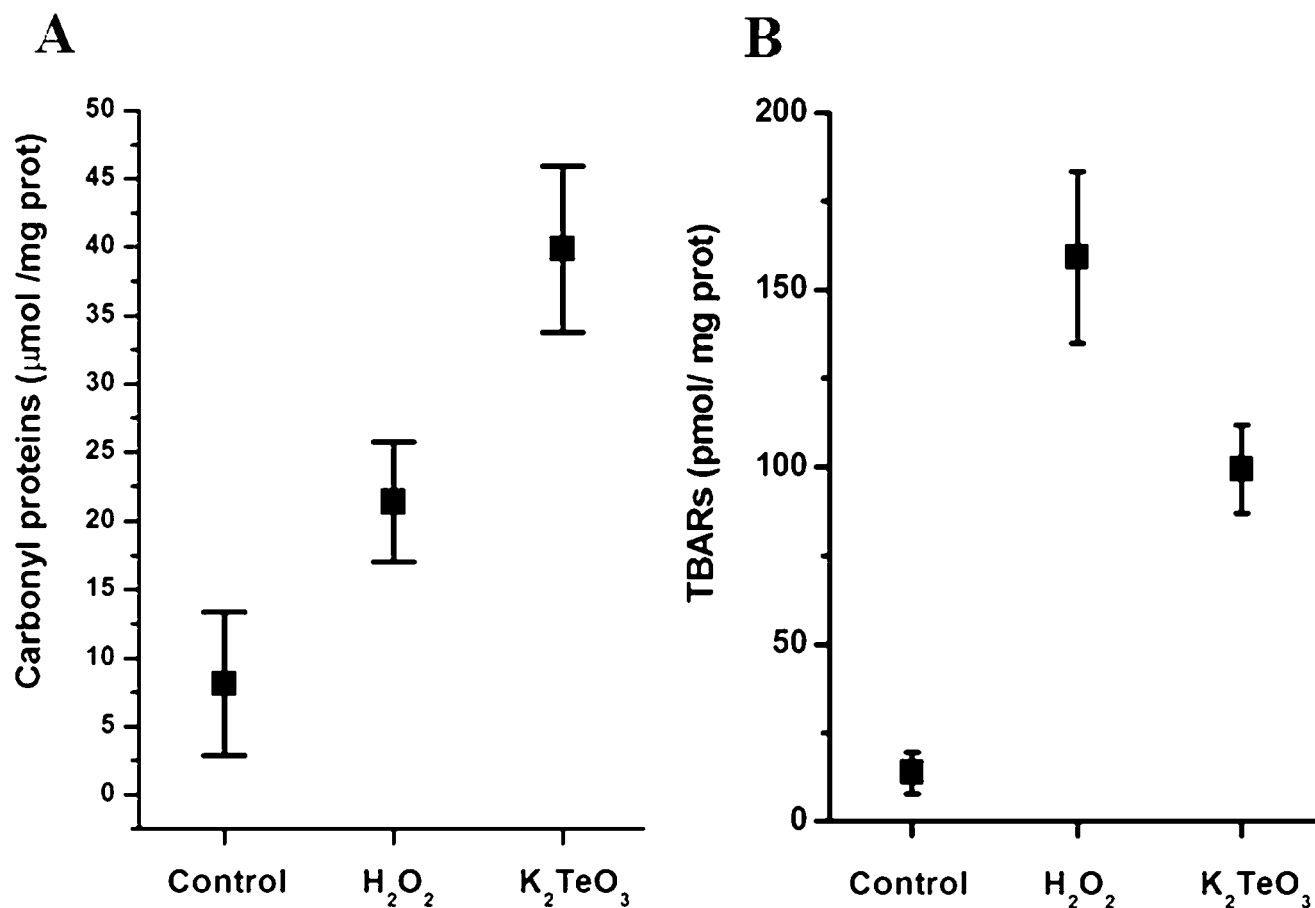 A
Carbonyl proteins (μmol /mg prot)
50
45
40
35
30
25
20
15
10
5
0
Control H₂O₂ K₂TeO₃
B
TBARs (pmol/ mg prot)
200
150
100
50
0
Control H₂O₂ K₂TeO₃